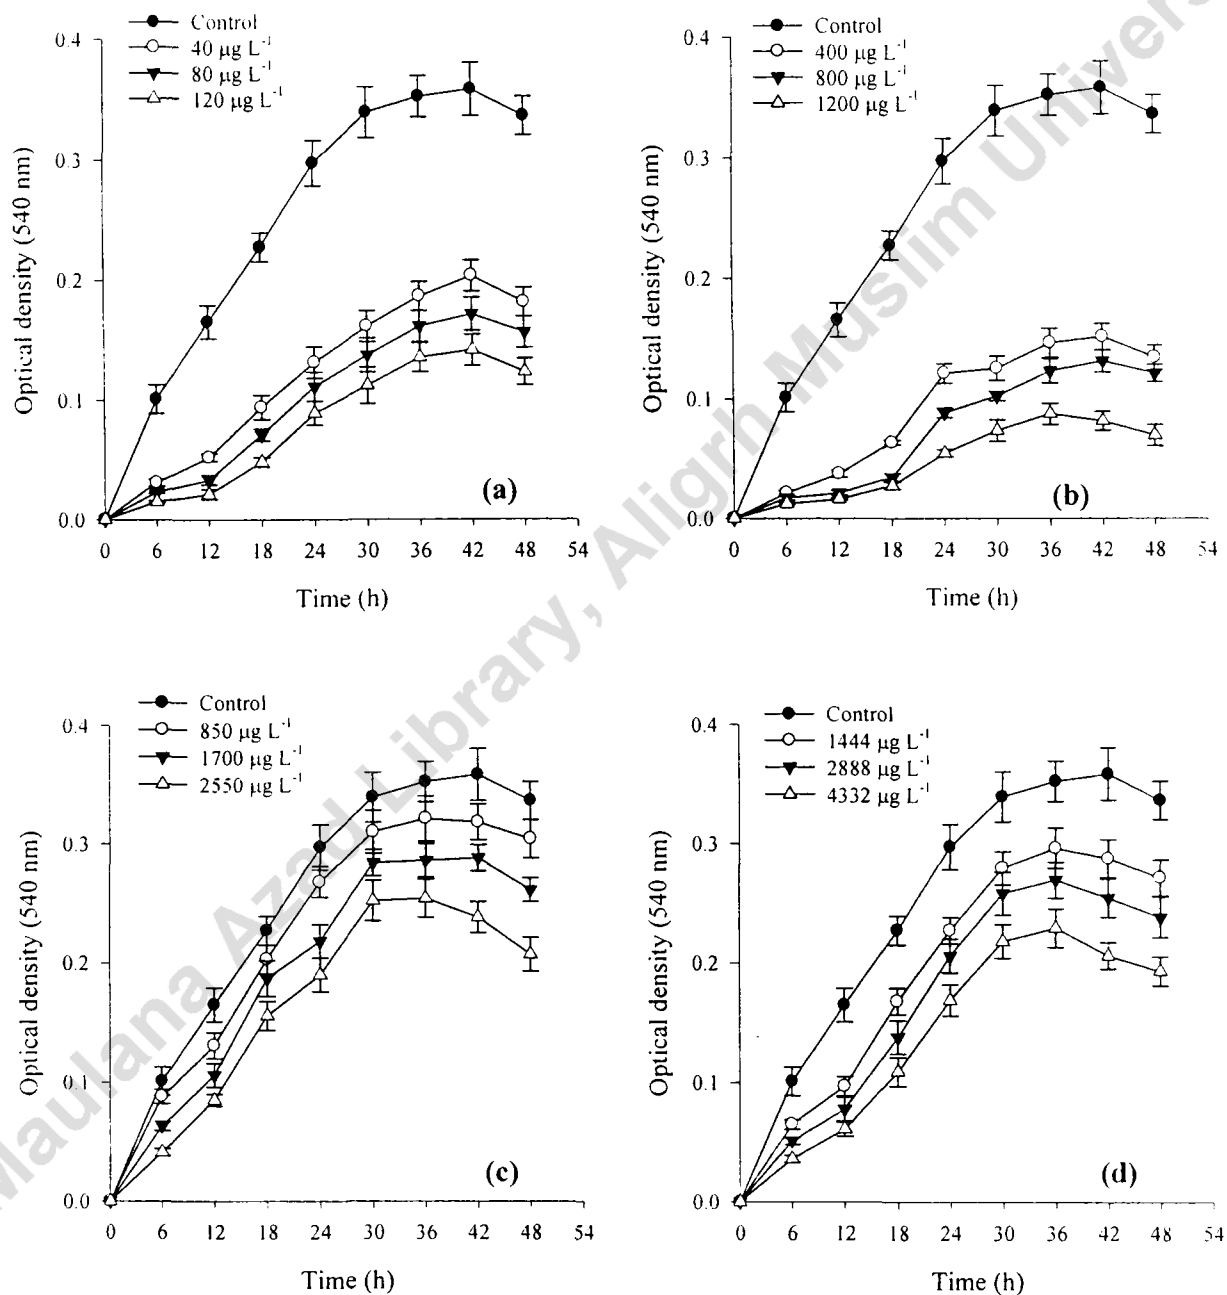 Control
40 µg L⁻¹
80 µg L⁻¹
120 µg L⁻¹
0.4
0.3
0.2
0.1
0.0
Optical density (540 nm)
(a)
0 6 12 18 24 30 36 42 48 54
Time (h)
Control
400 µg L⁻¹
800 µg L⁻¹
1200 µg L⁻¹
0.4
0.3
0.2
0.1
0.0
Optical density (540 nm)
(b)
0 6 12 18 24 30 36 42 48 54
Time (h)
Control
850 µg L⁻¹
1700 µg L⁻¹
2550 µg L⁻¹
0.4
0.3
0.2
0.1
0.0
Optical density (540 nm)
(c)
0 6 12 18 24 30 36 42 48 54
Time (h)
Control
1444 µg L⁻¹
2888 µg L⁻¹
4332 µg L⁻¹
0.4
0.3
0.2
0.1
0.0
Optical density (540 nm)
(d)
0 6 12 18 24 30 36 42 48 54
Time (h)
Maulana Azad Library, Aligrh Muslim Univers